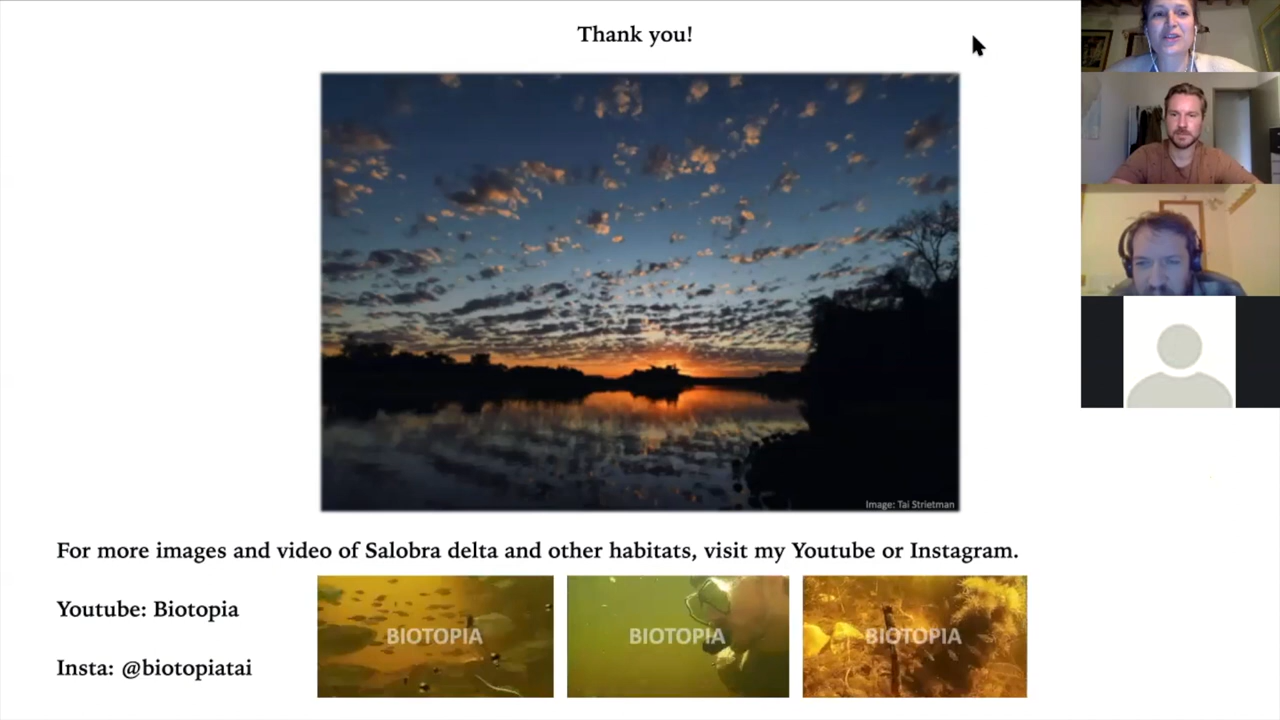 Thank you!
Image: Tai Strietman
For more images and video of Salobra delta and other habitats, visit my Youtube or Instagram.
Youtube: Biotopia
Insta: @biotopiatai
BIOTOPIA
BIOTOPIA
BIOTOPIA